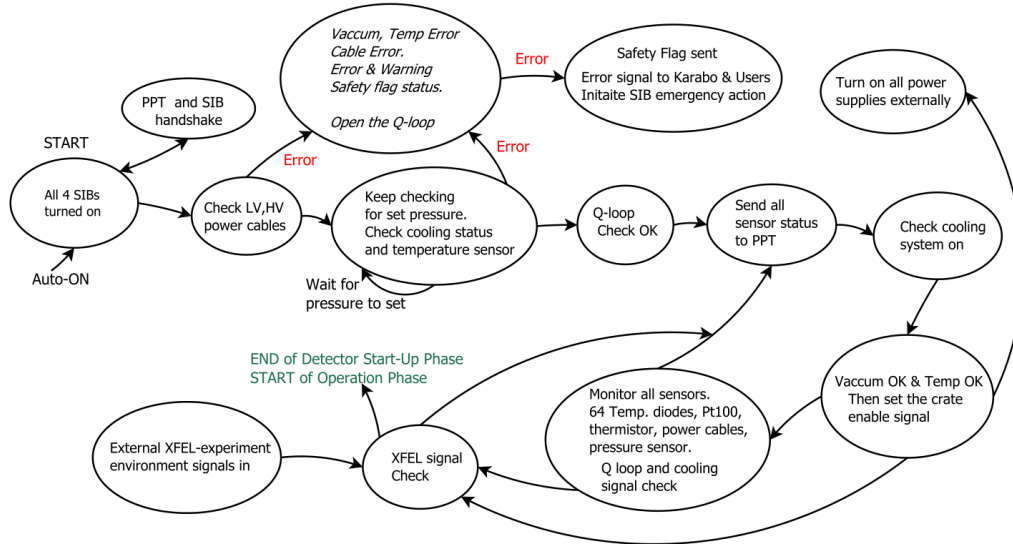 Vaccum, Temp Error
Cable Error.
Error & Warning
Safety flag status.
Open the Q-loop
Error
Safety Flag sent
Error signal to Karabo & Users
Initaite SIB emergency action
Turn on all power
supplies externally
PPT and SIB
handshake
START
All 4 SIBs
turned on
Auto-ON
Error
Check LV,HV
power cables
Error
Keep checking
for set pressure.
Check cooling status
and temperature sensor
Wait for
pressure to set
Q-loop
Check OK
Send all
sensor status
to PPT
Check cooling
system on
END of Detector Start-Up Phase
START of Operation Phase
Vaccum OK & Temp OK
Then set the crate
enable signal
Monitor all sensors.
64 Temp. diodes, Pt100,
thermistor, power cables,
pressure sensor.
Q loop and cooling
signal check
External XFEL-experiment
environment signals in
XFEL signal
Check